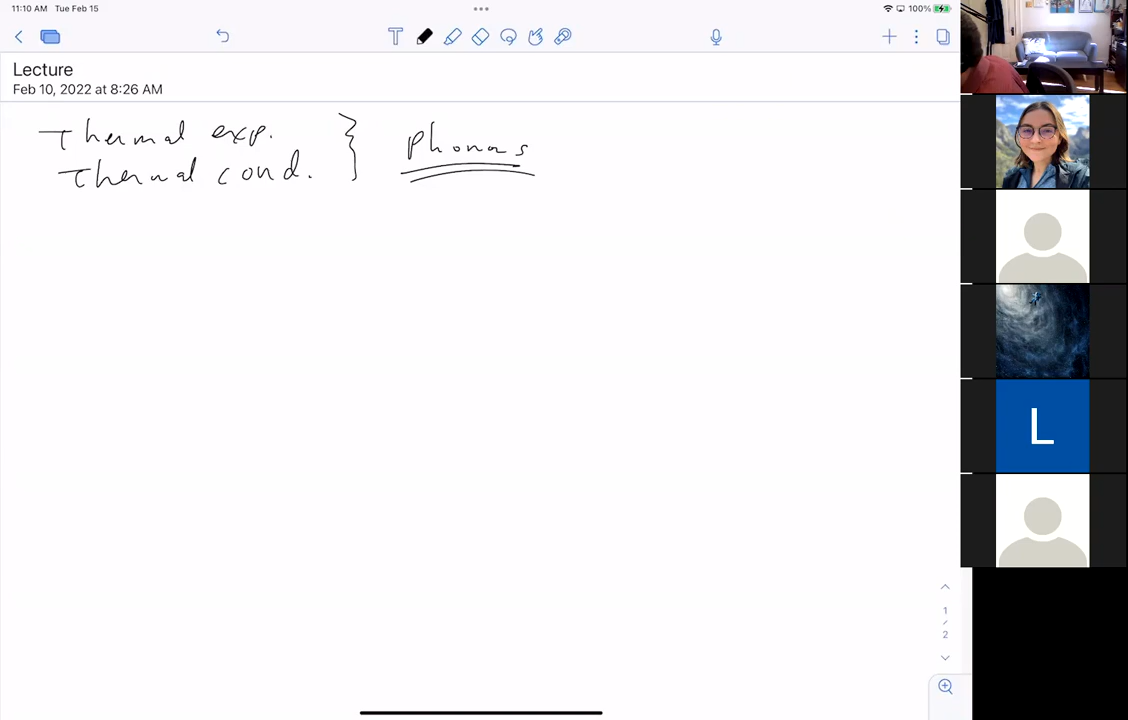 11:10 AM Tue Feb 15
100%
Lecture
Feb 10, 2022 at 8:26 AM
Thermal exp.
Thermal cond.
Phonons
L
1
/
2